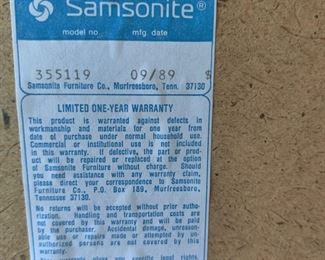 Samsonite®
model no. mfg date
355119 09/89 $
Samsonite Furniture Co., Murfreesboro, Tenn. 37130
LIMITED ONE-YEAR WARRANTY
This product is warranted against defects in
workmanship and materials for one year from
date of purchase under normal household use.
Commercial or institutional use is not included
in this warranty. If defective, the part or prod-
uct will be repaired or replaced at the option
of Samsonite Furniture without charge. Should
you need assistance with any warranty claim,
please direct your correspondence to Samsonite
Furniture Co., P.O. Box 189, Murfreesboro,
Tennessee 37130.
No returns will be accepted without prior autho-
rization. Handling and transportation costs are
not covered by this warranty and will be paid
by the purchaser. Accidental damage, unreason-
able use or repairs made or attempted by un-
authorized persons are not covered by this
warranty.